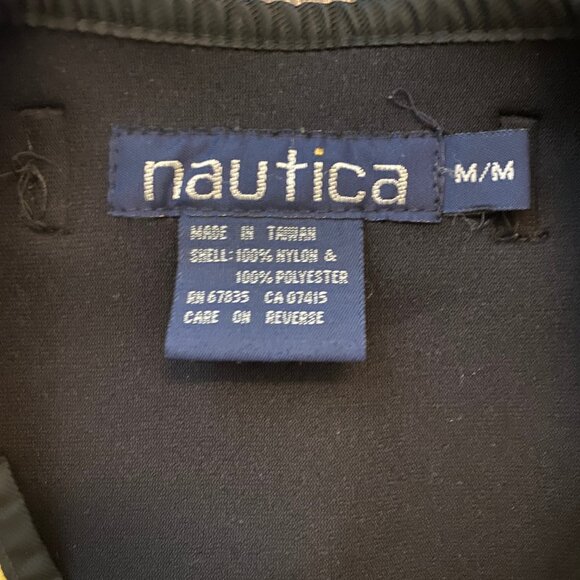 nautica
M/M
MADE IN TAIWAN
SHELL: 100% NYLON &
100% POLYESTER
RN 67835 CA 07415
CARE ON REVERSE